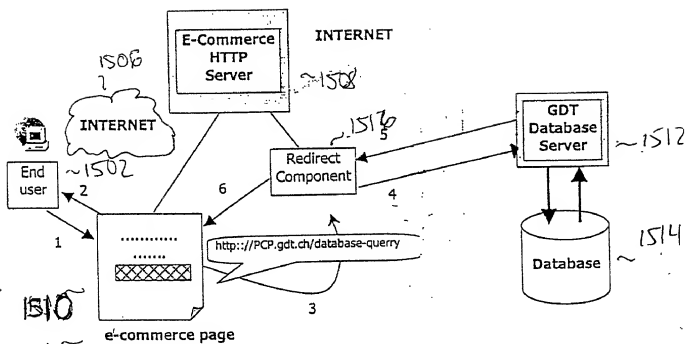 E-Commerce
HTTP
Server
INTERNET
1506
1508
INTERNET
1516
GDT
Database
Server
1512
End
user
1502
Redirect
Component
5
4
6
2
1
http:://PCP.gdt.ch/database-querry
3
Database
1514
1510
e-commerce page